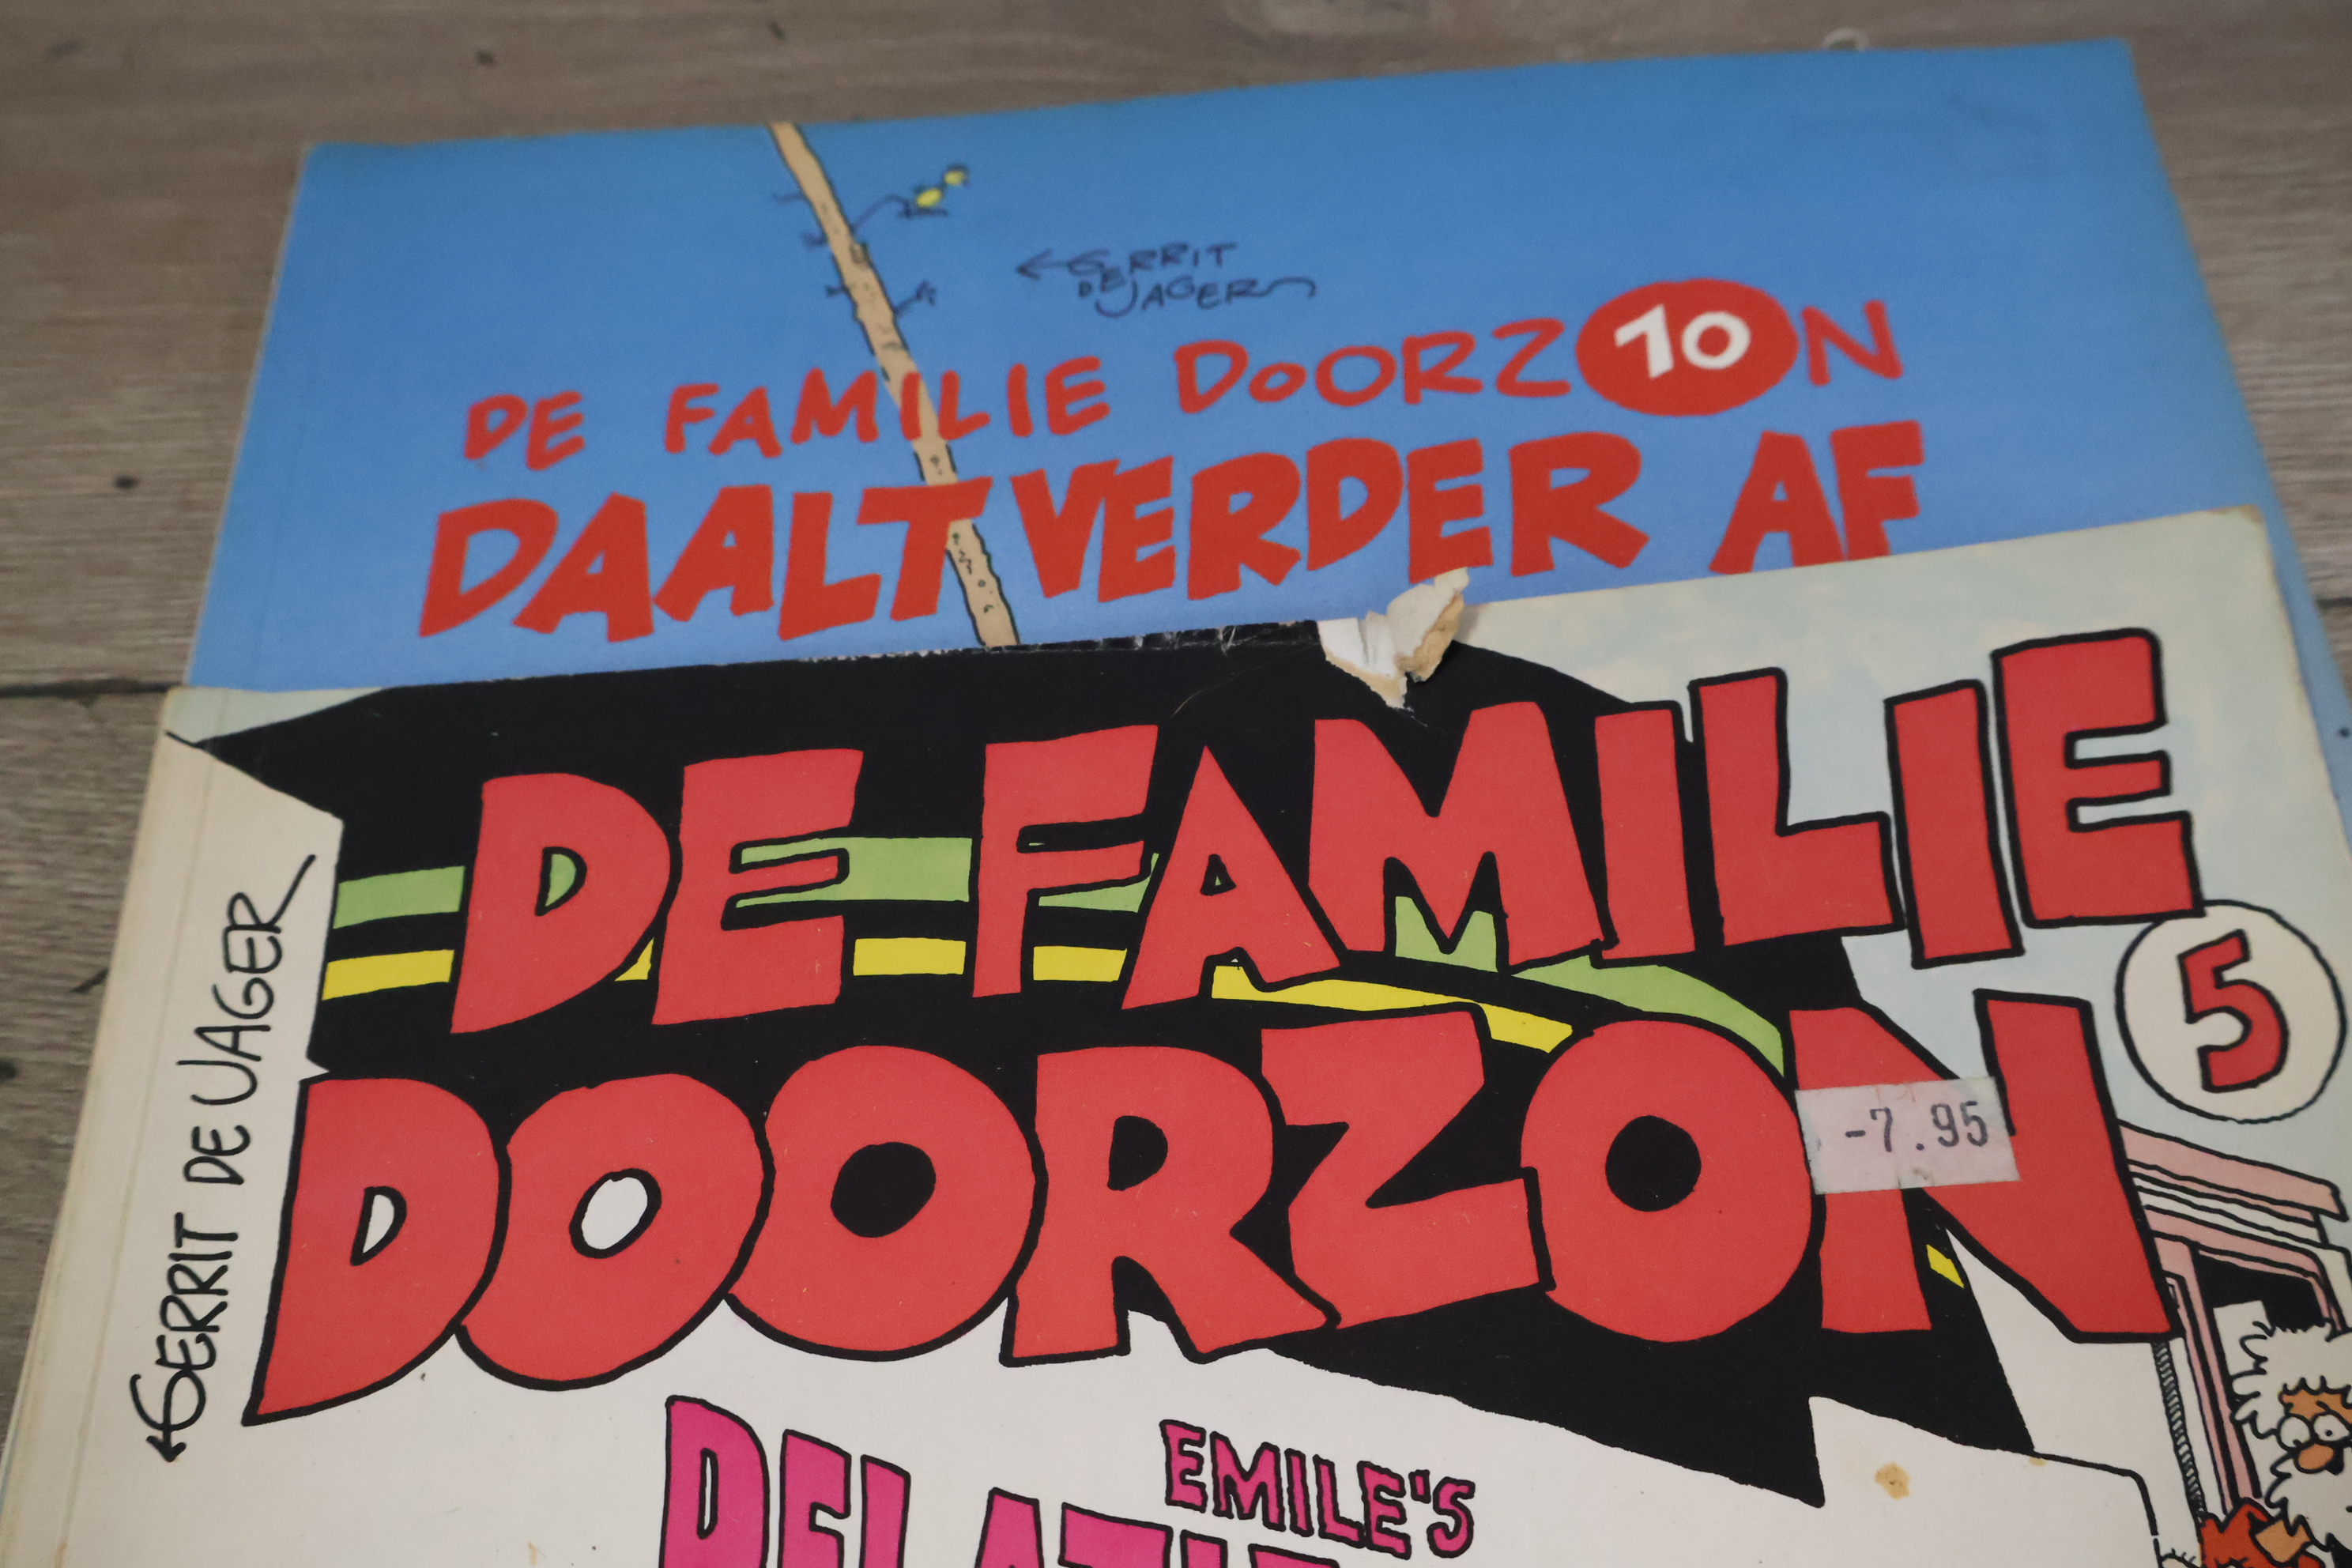 GERRIT
DE JAGER
DE FAMILIE DOORZ10N
DAALT VERDER AF
DE FAMILIE
5
DOORZON
-7.95
GERRIT DE JAGER
EMILE'S